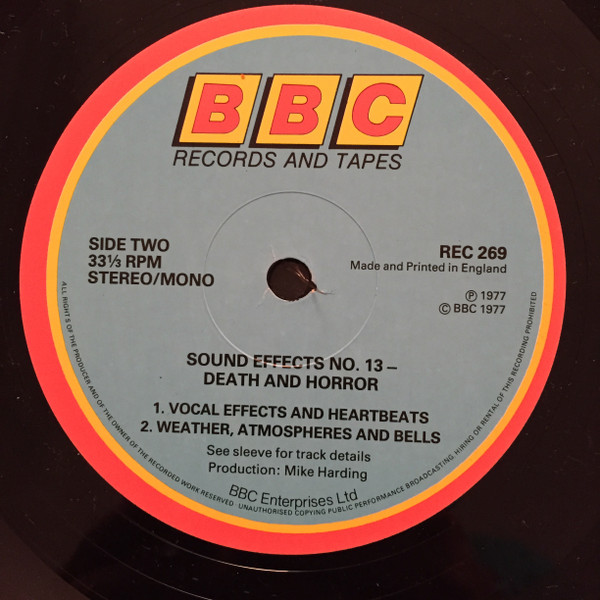 BBC
RECORDS AND TAPES
SIDE TWO
33⅓ RPM
STEREO/MONO
REC 269
Made and Printed in England
Ⓟ 1977
© BBC 1977
SOUND EFFECTS NO. 13 –
DEATH AND HORROR
1. VOCAL EFFECTS AND HEARTBEATS
2. WEATHER, ATMOSPHERES AND BELLS
See sleeve for track details
Production: Mike Harding
BBC Enterprises Ltd
ALL RIGHTS OF THE PRODUCER AND OF THE OWNER OF THE RECORDED WORK RESERVED · UNAUTHORISED COPYING PUBLIC PERFORMANCE BROADCASTING, HIRING OR RENTAL OF THIS RECORDING PROHIBITED